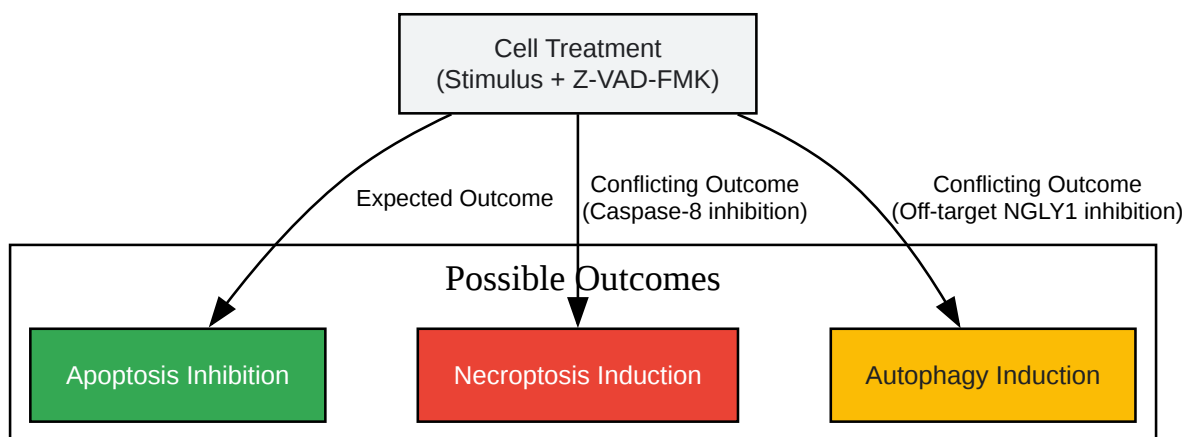 Cell Treatment
(Stimulus + Z-VAD-FMK)
Expected Outcome
Conflicting Outcome
(Caspase-8 inhibition)
Conflicting Outcome
(Off-target NGLY1 inhibition)
Possible Outcomes
Apoptosis Inhibition
Necroptosis Induction
Autophagy Induction